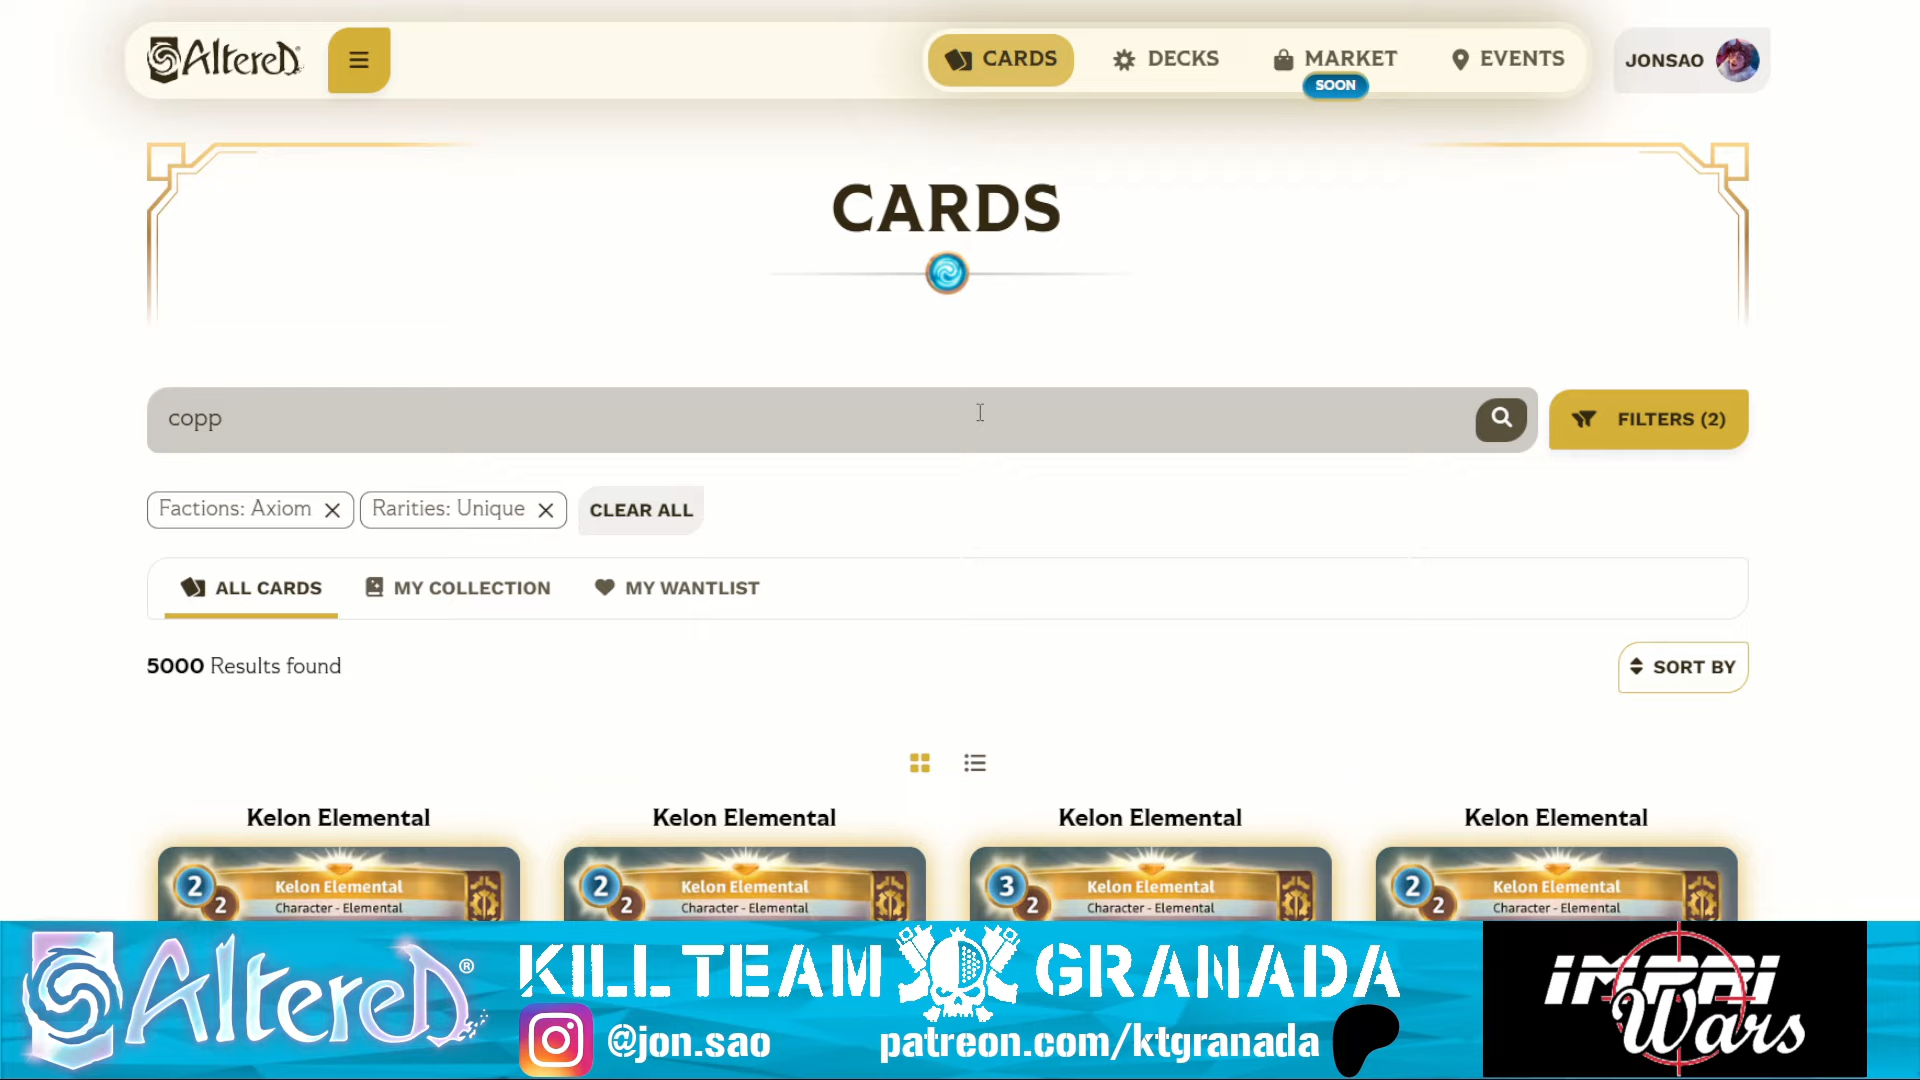 Altered
CARDS
DECKS
MARKET
SOON
EVENTS
JONSAO
CARDS
copp
FILTERS (2)
Factions: Axiom
Rarities: Unique
CLEAR ALL
ALL CARDS
MY COLLECTION
MY WANTLIST
5000 Results found
SORT BY
Kelon Elemental
Kelon Elemental
Kelon Elemental
Kelon Elemental
2
2
Kelon Elemental
Character - Elemental
2
2
Kelon Elemental
Character - Elemental
3
2
Kelon Elemental
Character - Elemental
2
2
Kelon Elemental
Character - Elemental
Altered®
KILL TEAM GRANADA
@jon.sao
patreon.com/ktgranada
IMPRI
Wars